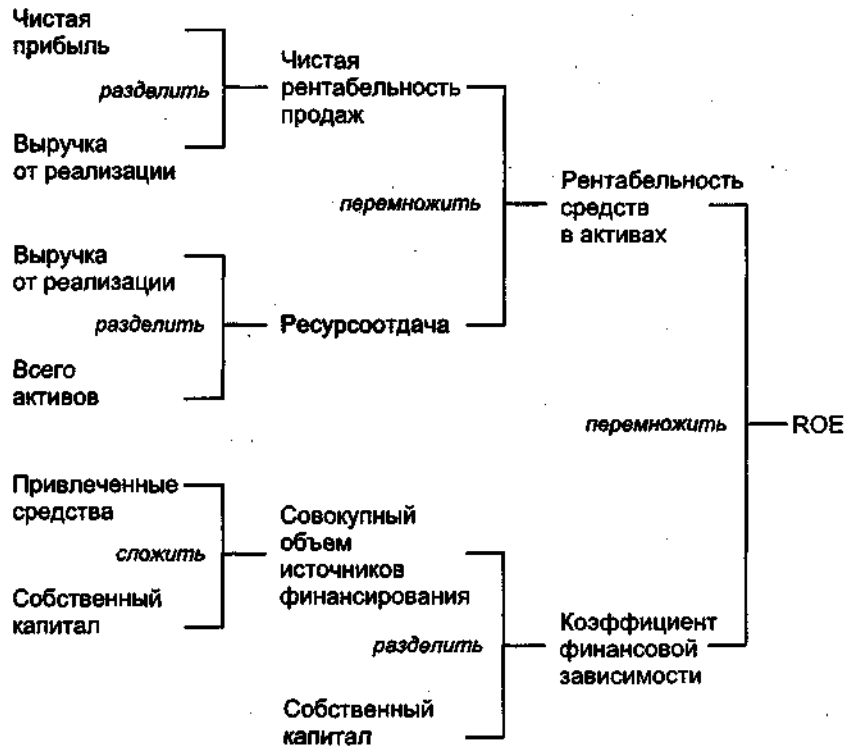 Чистая
прибыль
разделить
Выручка
от реализации
Чистая
рентабельность
продаж
перемножить
Рентабельность
средств
в активах
Выручка
от реализации
разделить
Всего
активов
Ресурсоотдача
перемножить
ROE
Привлеченные
средства
сложить
Собственный
капитал
Совокупный
объем
источников
финансирования
разделить
Собственный
капитал
Коэффициент
финансовой
зависимости